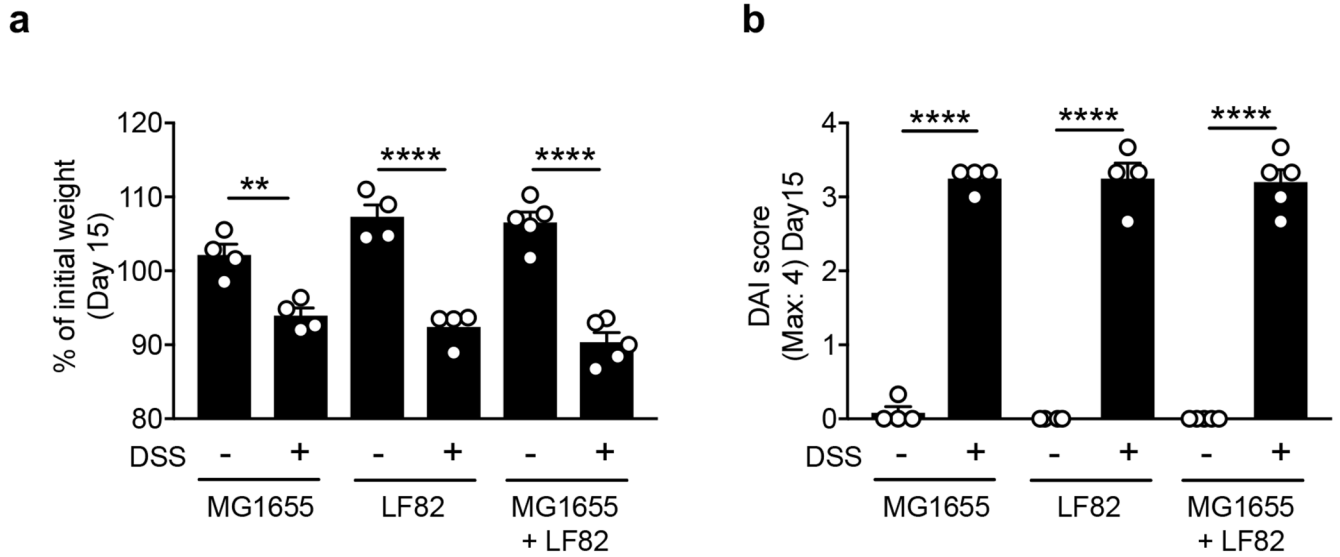 a
120
110
100
90
80
% of initial weight
(Day 15)
** **** ****
DSS - + - + - +
MG1655 LF82 MG1655
+ LF82
b
4
3
2
1
0
DAI score
(Max: 4) Day15
**** **** ****
DSS - + - + - +
MG1655 LF82 MG1655
+ LF82